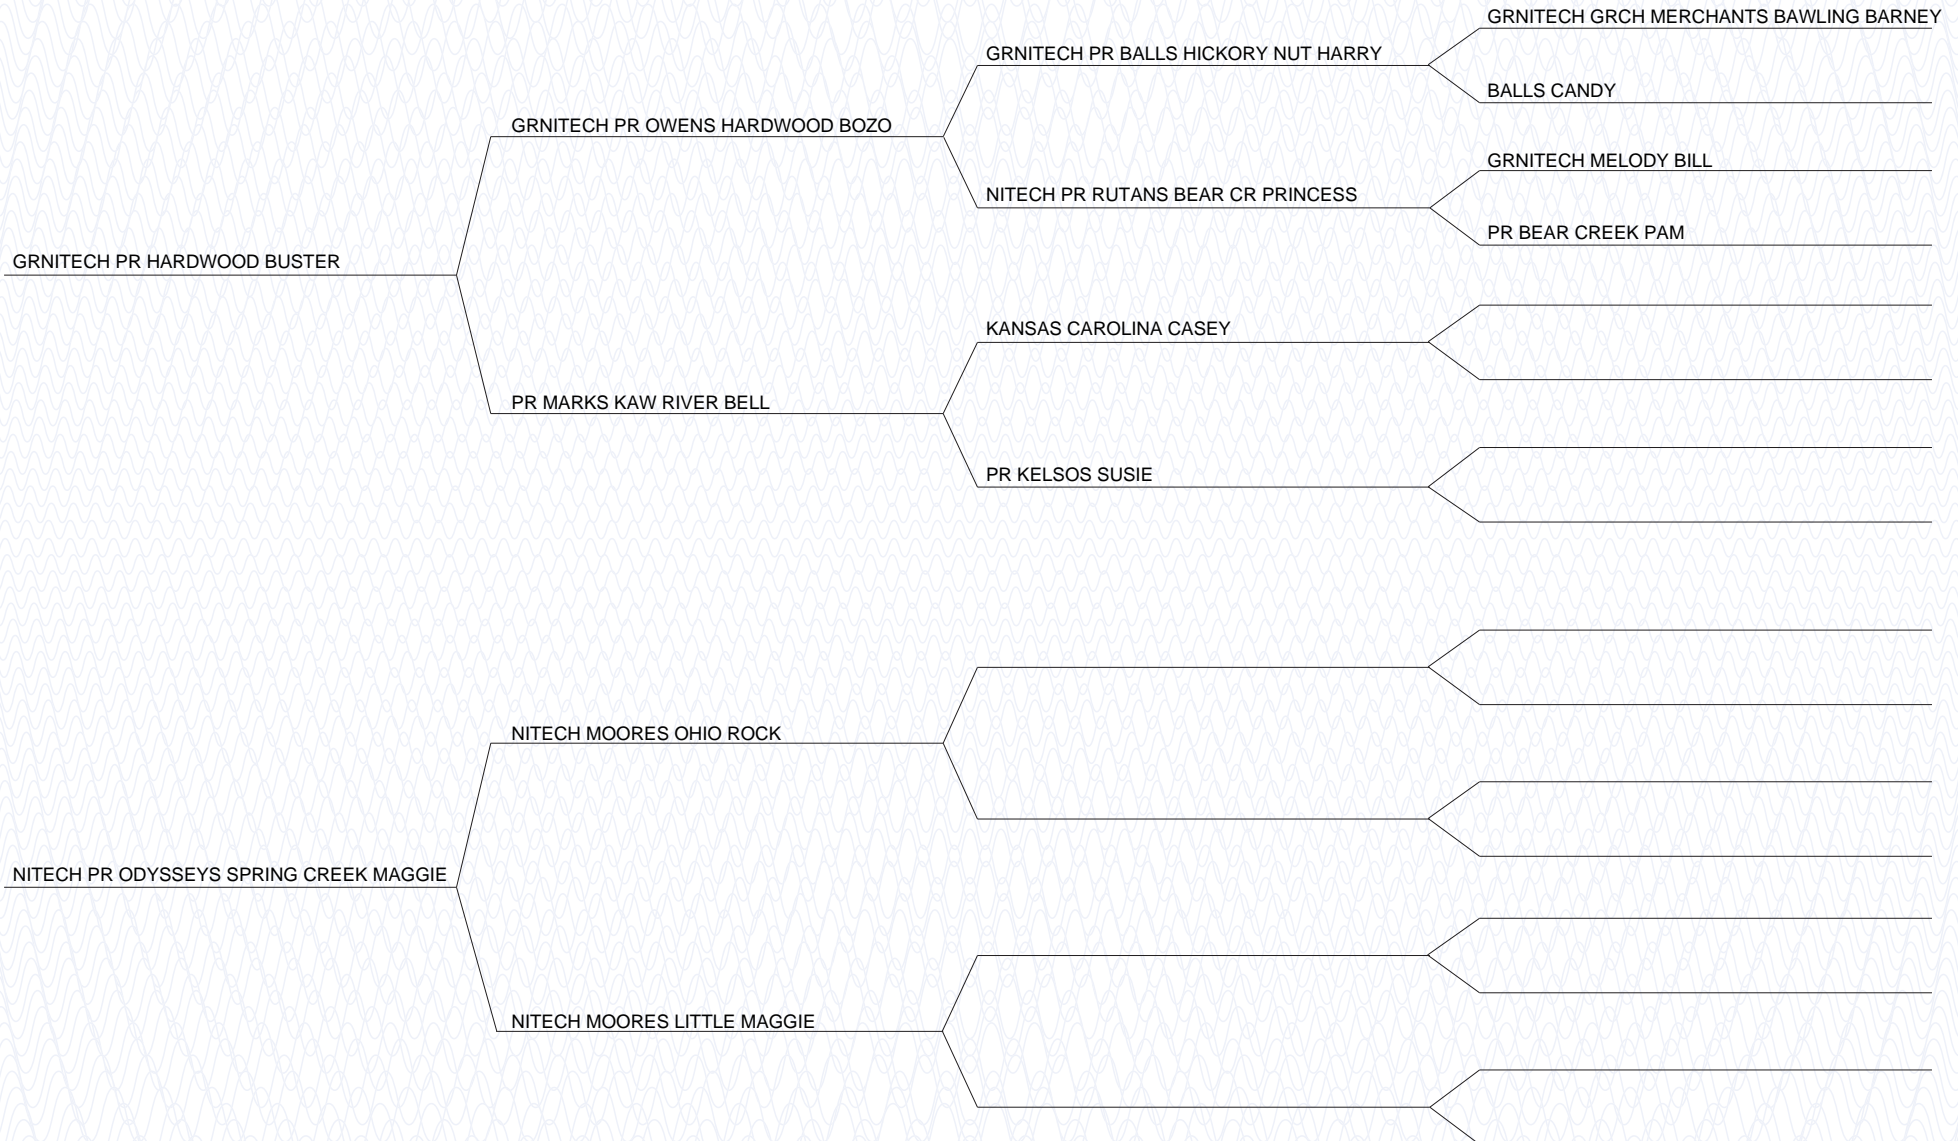 GRNITECH GRCH MERCHANTS BAWLING BARNEY
GRNITECH PR BALLS HICKORY NUT HARRY
BALLS CANDY
GRNITECH PR OWENS HARDWOOD BOZO
GRNITECH MELODY BILL
NITECH PR RUTANS BEAR CR PRINCESS
PR BEAR CREEK PAM
GRNITECH PR HARDWOOD BUSTER
KANSAS CAROLINA CASEY
PR MARKS KAW RIVER BELL
PR KELSOS SUSIE
NITECH MOORES OHIO ROCK
NITECH PR ODYSSEYS SPRING CREEK MAGGIE
NITECH MOORES LITTLE MAGGIE